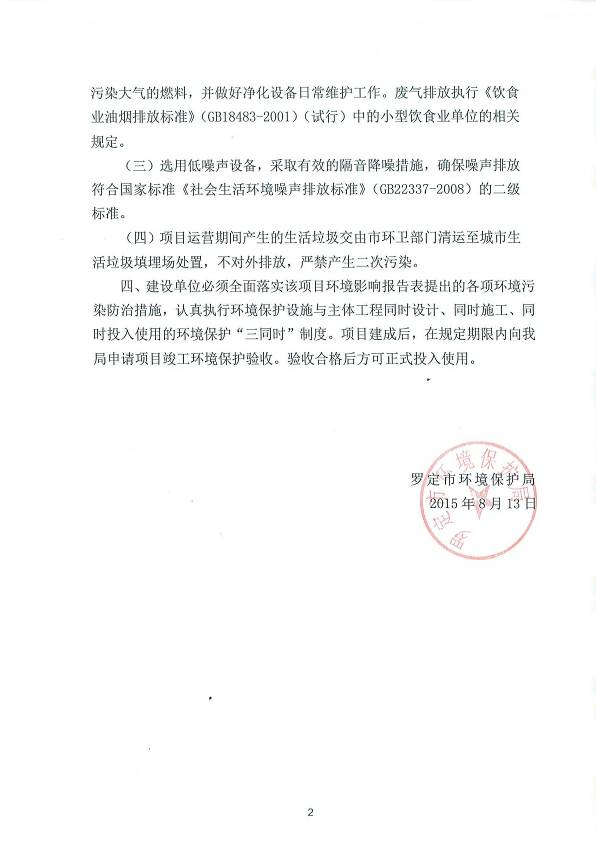 污染大气的燃料，并做好净化设备日常维护工作。废气排放执行《饮食
业油烟排放标准》（GB18483-2001）（试行）中的小型饮食业单位的相关
规定。
（三）选用低噪声设备，采取有效的隔音降噪措施，确保噪声排放
符合国家标准《社会生活环境噪声排放标准》（GB22337-2008）的二级
标准。
（四）项目运营期间产生的生活垃圾交由市环卫部门清运至城市生
活垃圾填埋场处置，不对外排放，严禁产生二次污染。
四、建设单位必须全面落实该项目环境影响报告表提出的各项环境污
染防治措施，认真执行环境保护设施与主体工程同时设计、同时施工、同
时投入使用的环境保护“三同时”制度。项目建成后，在规定期限内向我
局申请项目竣工环境保护验收。验收合格后方可正式投入使用。
罗定市环境保护局
2015年8月13日
罗定市环境保护局
2